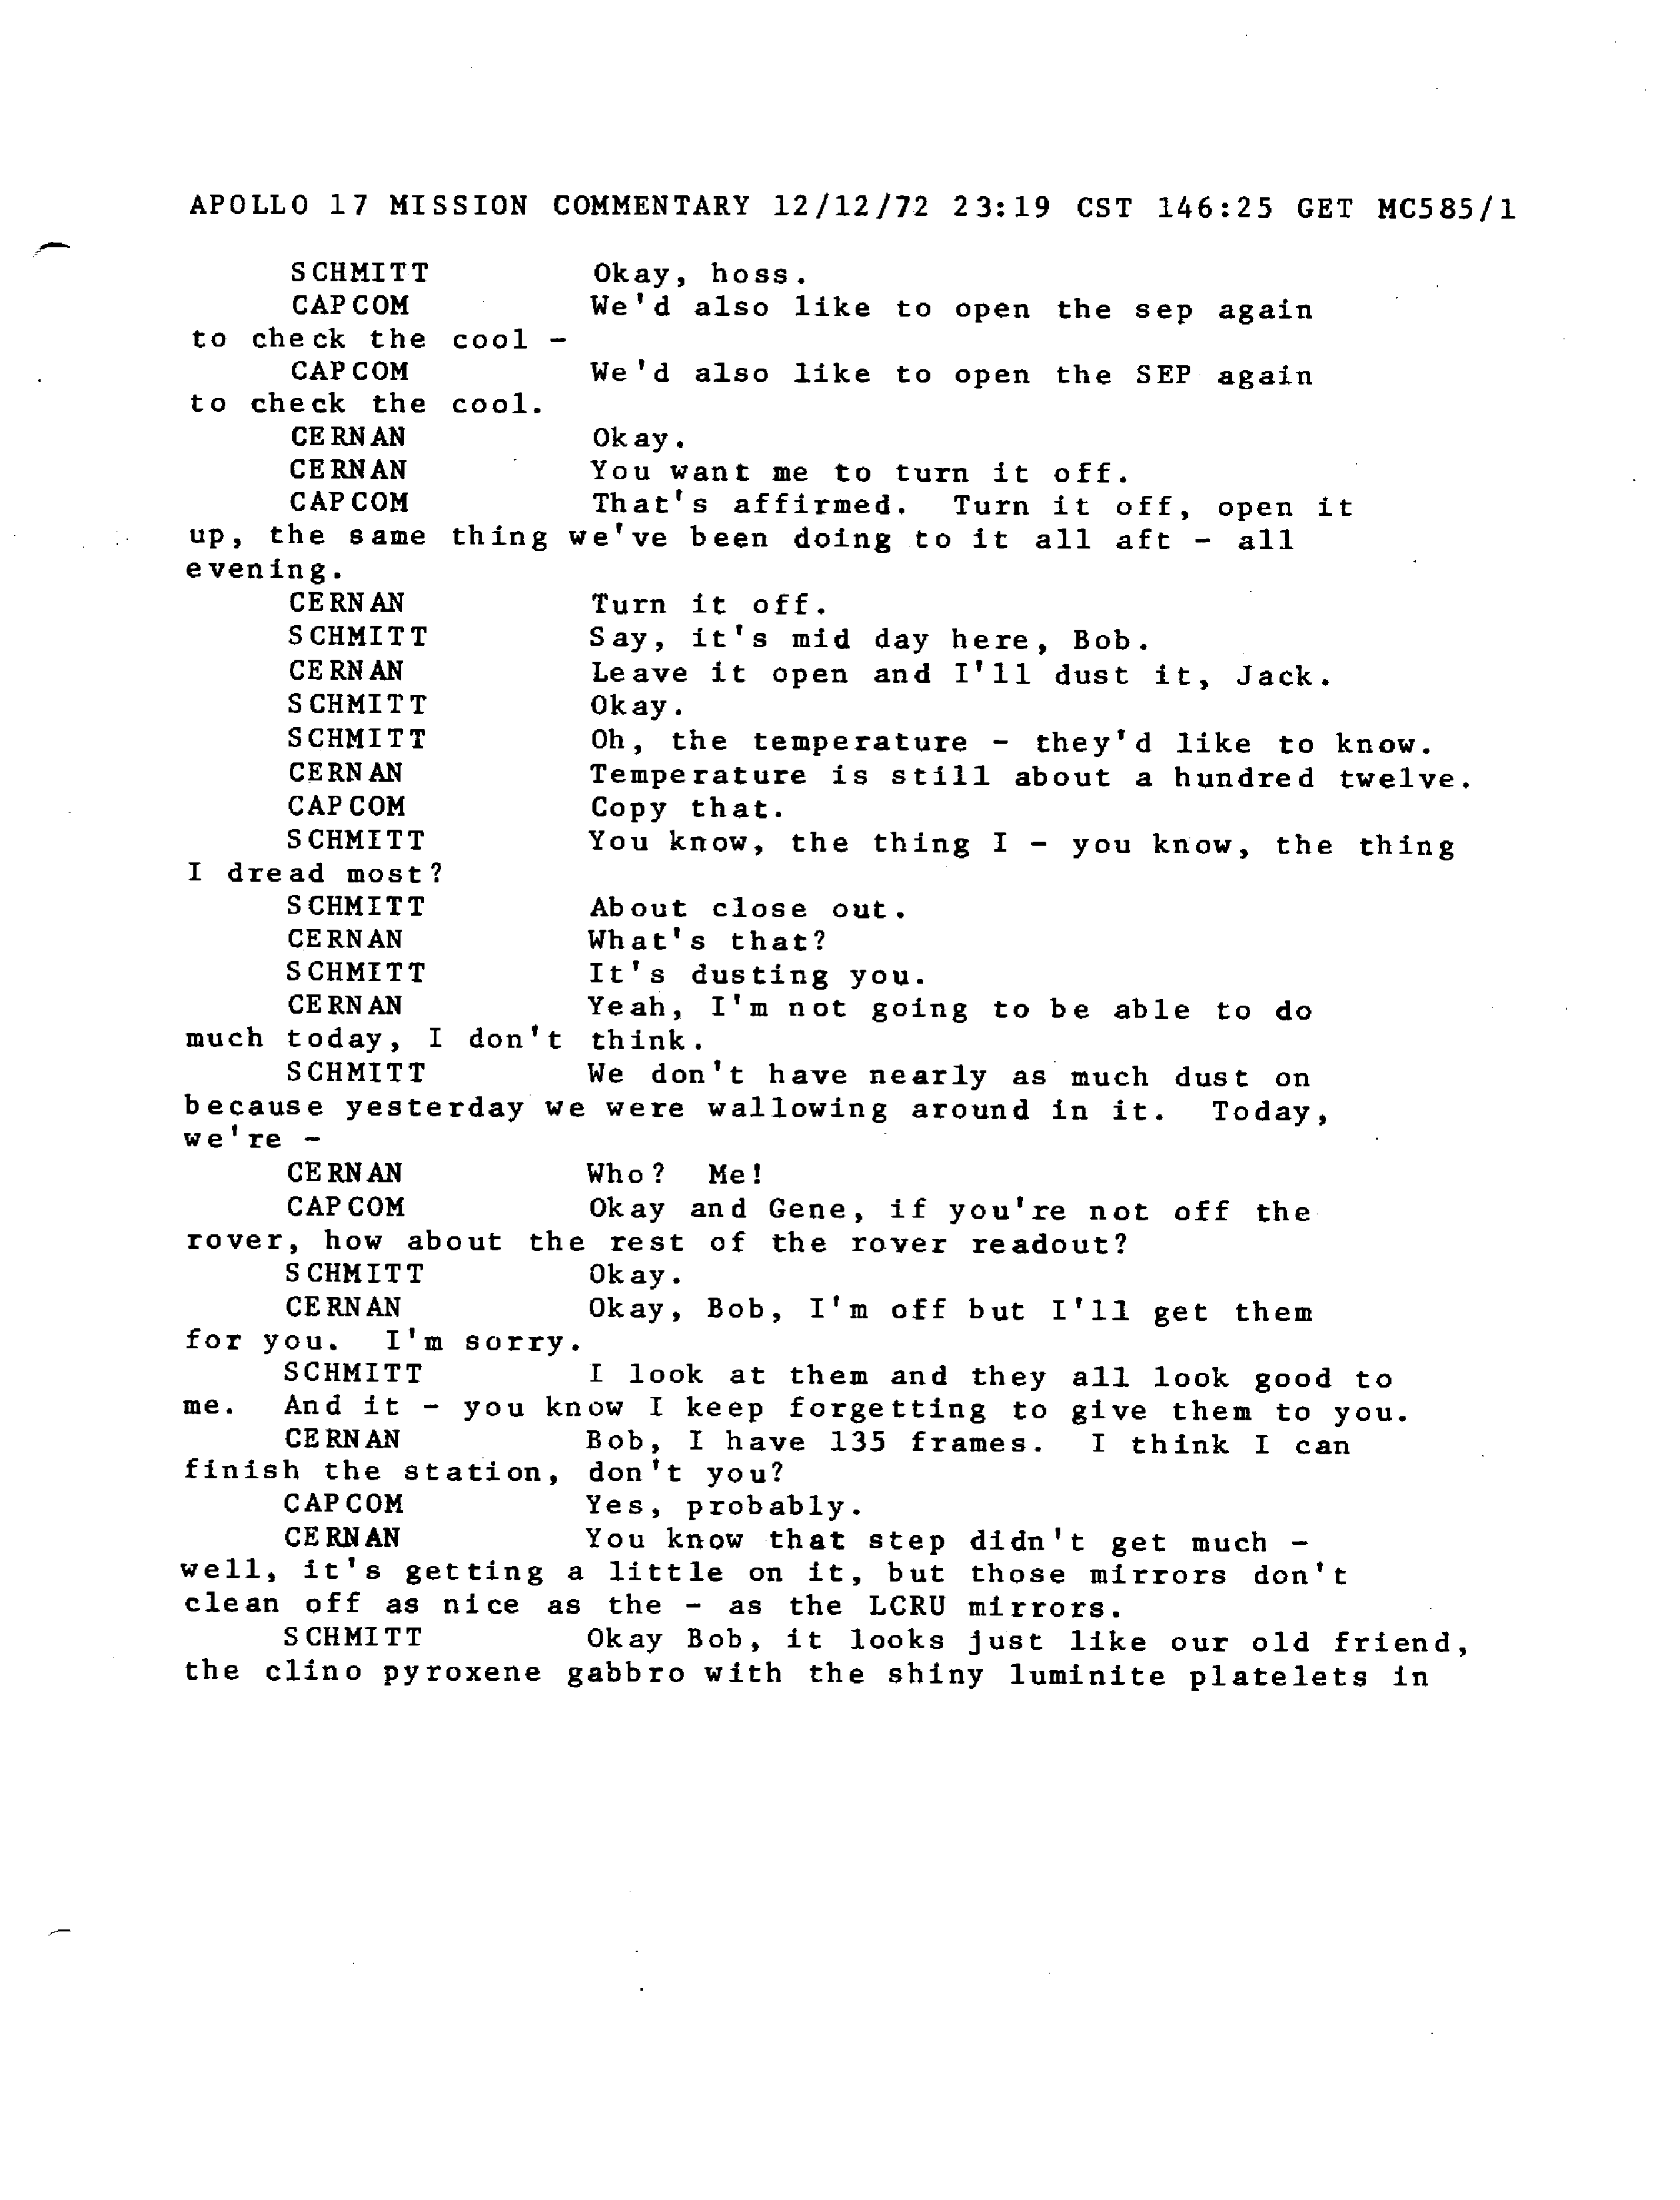 APOLLO 17 MISSION COMMENTARY 12/12/72 23:19 CST 146:25 GET MC585/1
SCHMITT Okay, hoss.
CAPCOM We'd also like to open the sep again
to check the cool -
CAPCOM We'd also like to open the SEP again
to check the cool.
CERNAN Okay.
CERNAN You want me to turn it off.
CAPCOM That's affirmed. Turn it off, open it
up, the same thing we've been doing to it all aft - all
evening.
CERNAN Turn it off.
SCHMITT Say, it's mid day here, Bob.
CERNAN Leave it open and I'll dust it, Jack.
SCHMITT Okay.
SCHMITT Oh, the temperature - they'd like to know.
CERNAN Temperature is still about a hundred twelve.
CAPCOM Copy that.
SCHMITT You know, the thing I - you know, the thing
I dread most?
SCHMITT About close out.
CERNAN What's that?
SCHMITT It's dusting you.
CERNAN Yeah, I'm not going to be able to do
much today, I don't think.
SCHMITT We don't have nearly as much dust on
because yesterday we were wallowing around in it. Today,
we're -
CERNAN Who? Me!
CAPCOM Okay and Gene, if you're not off the
rover, how about the rest of the rover readout?
SCHMITT Okay.
CERNAN Okay, Bob, I'm off but I'll get them
for you. I'm sorry.
SCHMITT I look at them and they all look good to
me. And it - you know I keep forgetting to give them to you.
CERNAN Bob, I have 135 frames. I think I can
finish the station, don't you?
CAPCOM Yes, probably.
CERNAN You know that step didn't get much -
well, it's getting a little on it, but those mirrors don't
clean off as nice as the - as the LCRU mirrors.
SCHMITT Okay Bob, it looks just like our old friend,
the clino pyroxene gabbro with the shiny luminite platelets in